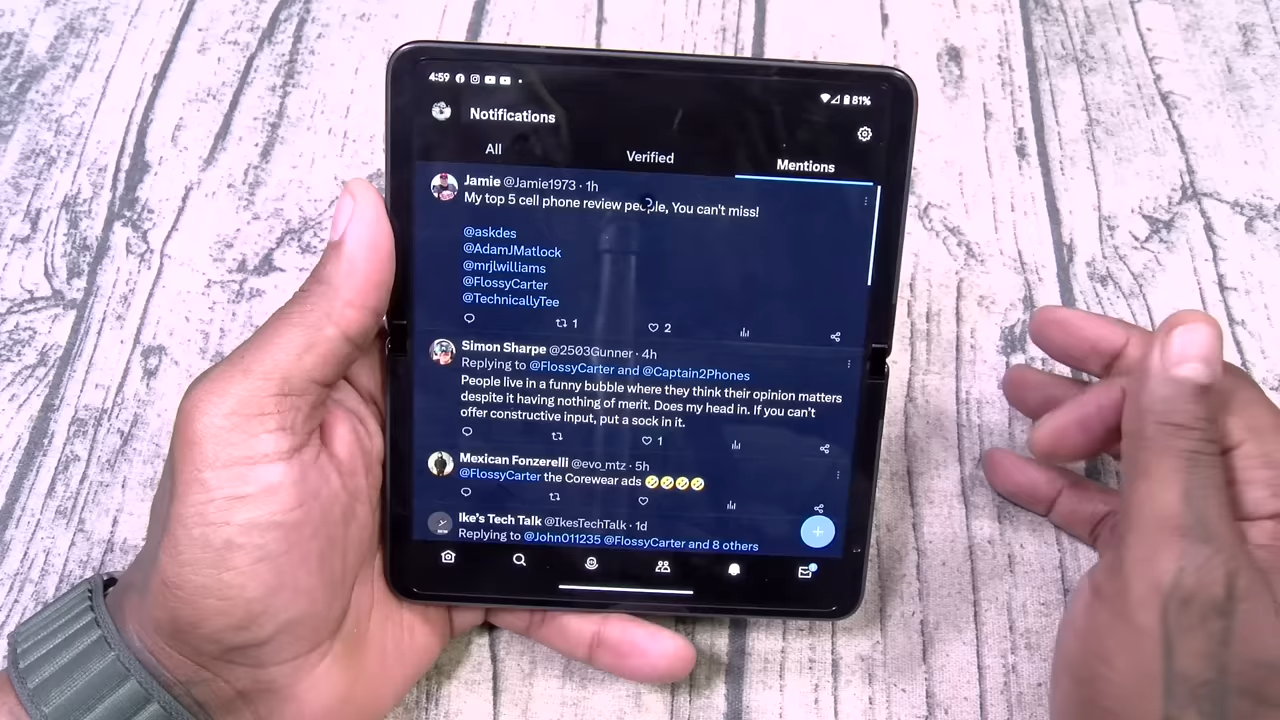 4:59
81%
Notifications
All
Verified
Mentions
Jamie @Jamie1973 · 1h
My top 5 cell phone review people, You can't miss!
@askdes
@AdamJMatlock
@mrjlwilliams
@FlossyCarter
@TechnicallyTee
1
2
Simon Sharpe @2503Gunner · 4h
Replying to @FlossyCarter and @Captain2Phones
People live in a funny bubble where they think their opinion matters
despite it having nothing of merit. Does my head in. If you can't
offer constructive input, put a sock in it.
1
Mexican Fonzerelli @evo_mtz · 5h
@FlossyCarter the Corewear ads 🤣🤣🤣🤣
Ike's Tech Talk @IkesTechTalk · 1d
Replying to @John011235 @FlossyCarter and 8 others